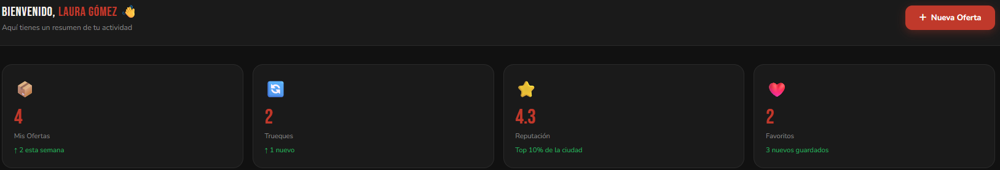 BIENVENIDO, LAURA GÓMEZ 👋
Aquí tienes un resumen de tu actividad
+ Nueva Oferta
4
Mis Ofertas
↑ 2 esta semana
2
Trueques
↑ 1 nuevo
4.3
Reputación
Top 10% de la ciudad
2
Favoritos
3 nuevos guardados